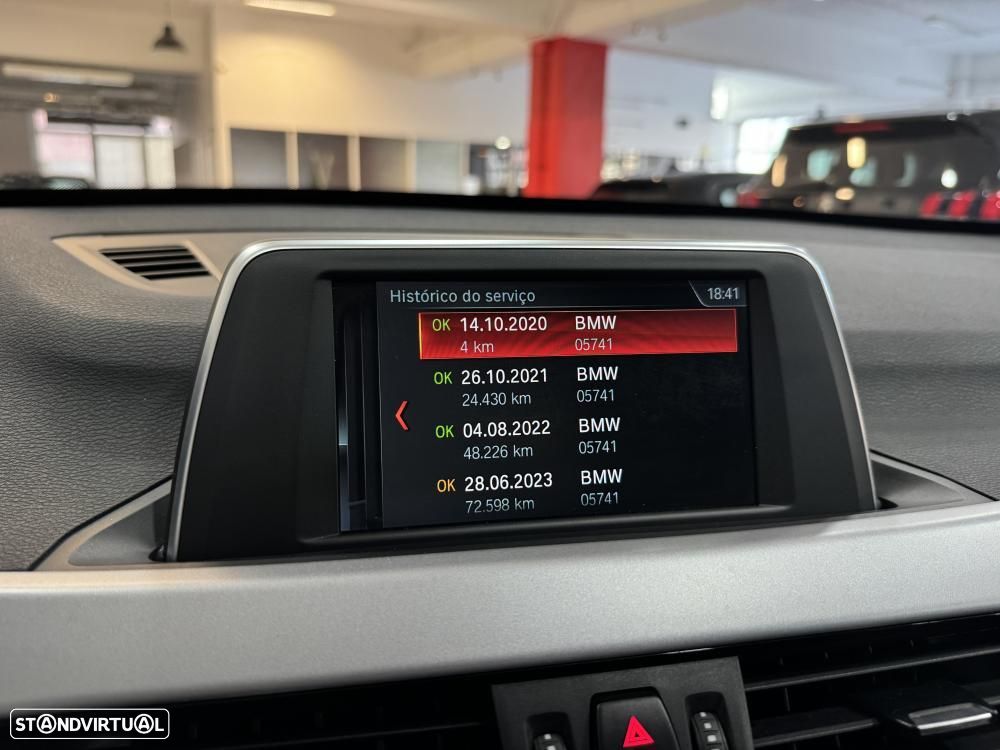 Histórico do serviço 18:41
OK 14.10.2020 BMW
4 km 05741
OK 26.10.2021 BMW
24.430 km 05741
OK 04.08.2022 BMW
48.226 km 05741
OK 28.06.2023 BMW
72.598 km 05741
STANDVIRTUAL